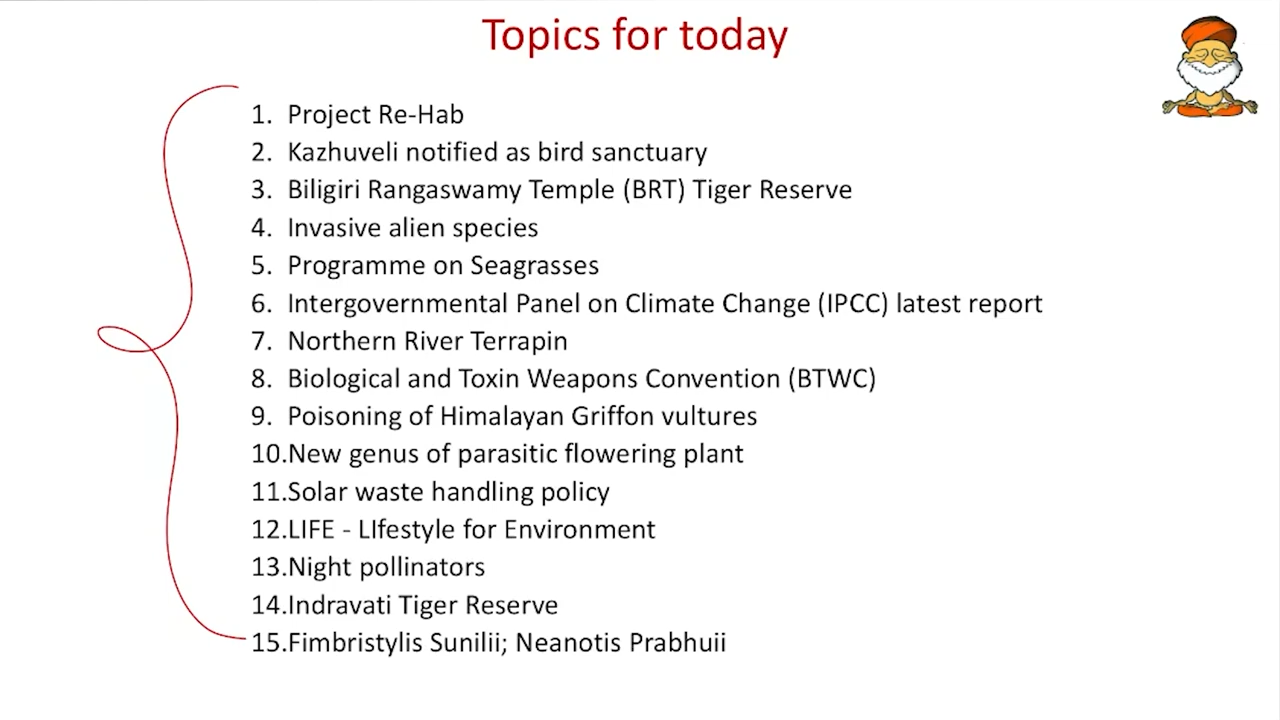 Topics for today
1. Project Re-Hab
2. Kazhuveli notified as bird sanctuary
3. Biligiri Rangaswamy Temple (BRT) Tiger Reserve
4. Invasive alien species
5. Programme on Seagrasses
6. Intergovernmental Panel on Climate Change (IPCC) latest report
7. Northern River Terrapin
8. Biological and Toxin Weapons Convention (BTWC)
9. Poisoning of Himalayan Griffon vultures
10.New genus of parasitic flowering plant
11.Solar waste handling policy
12.LIFE - LIfestyle for Environment
13.Night pollinators
14.Indravati Tiger Reserve
15.Fimbristylis Sunilii; Neanotis Prabhuii